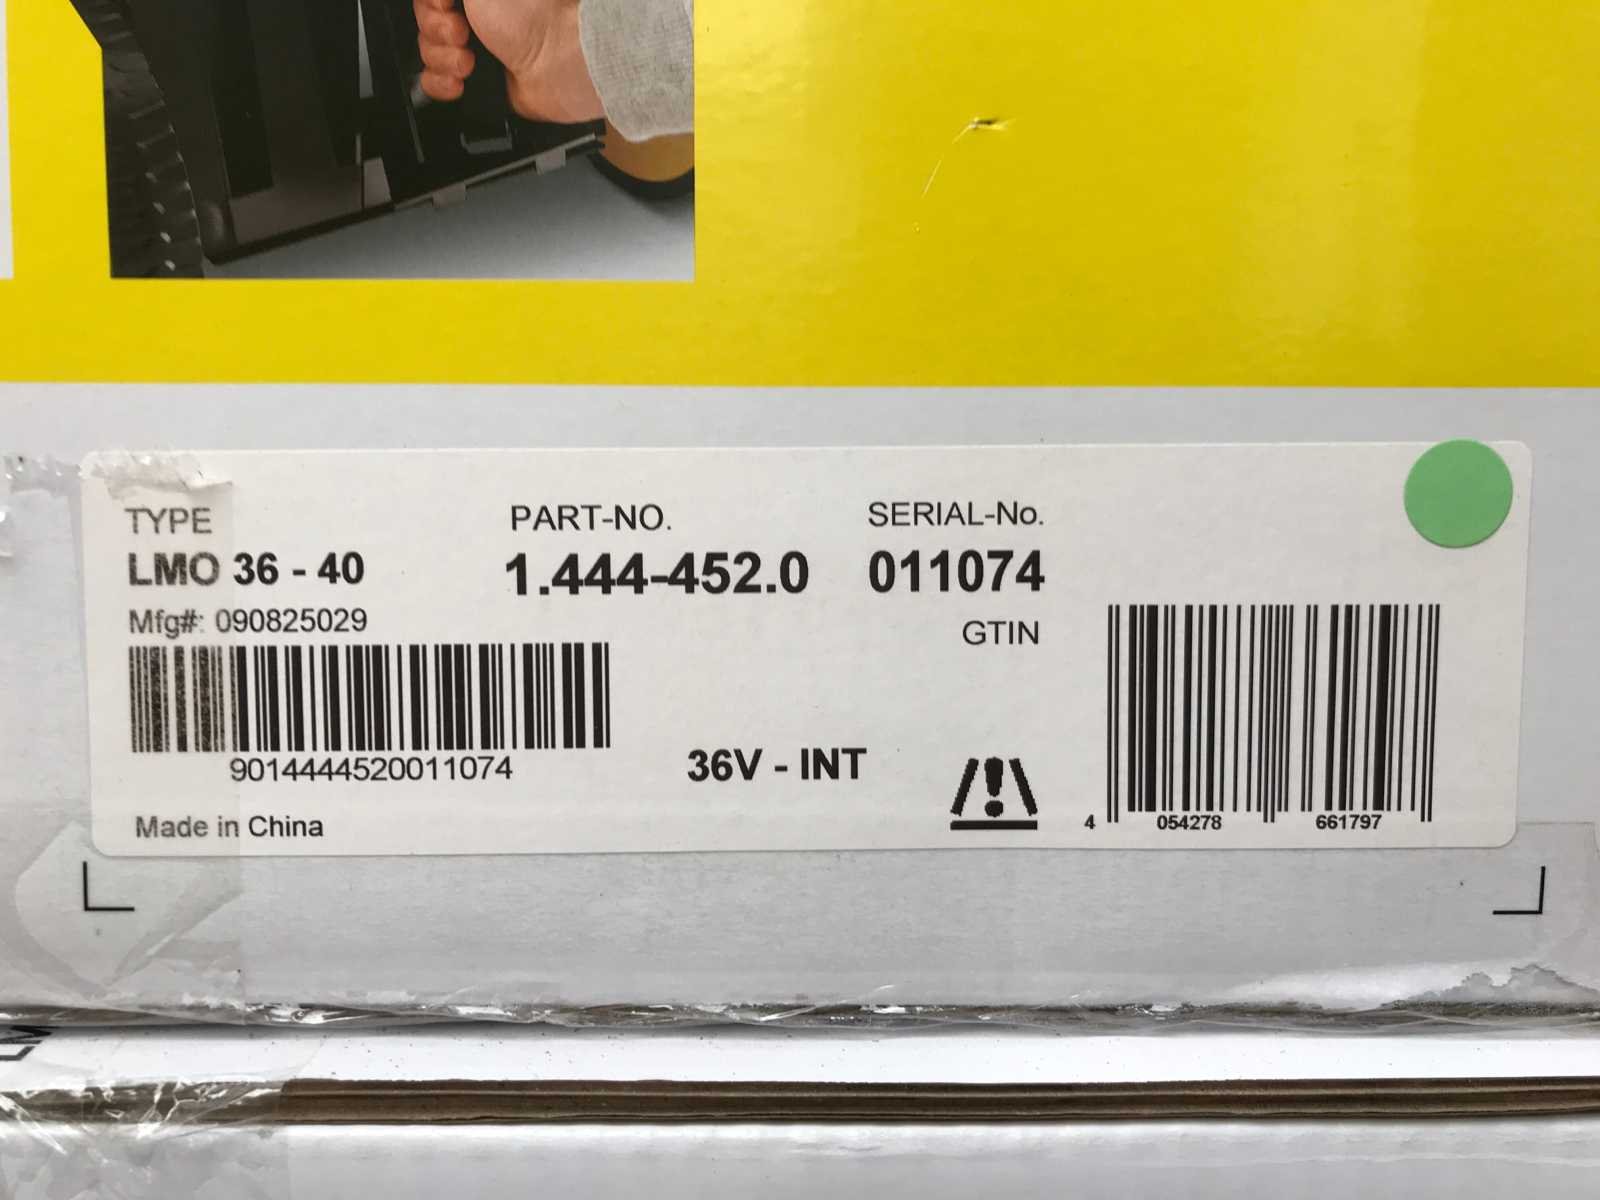 TYPE
PART-NO.
SERIAL-No.
LMO 36 - 40
1.444-452.0
011074
Mfg#: 090825029
GTIN
9014444520011074
36V - INT
Made in China
4 054278 661797
LM